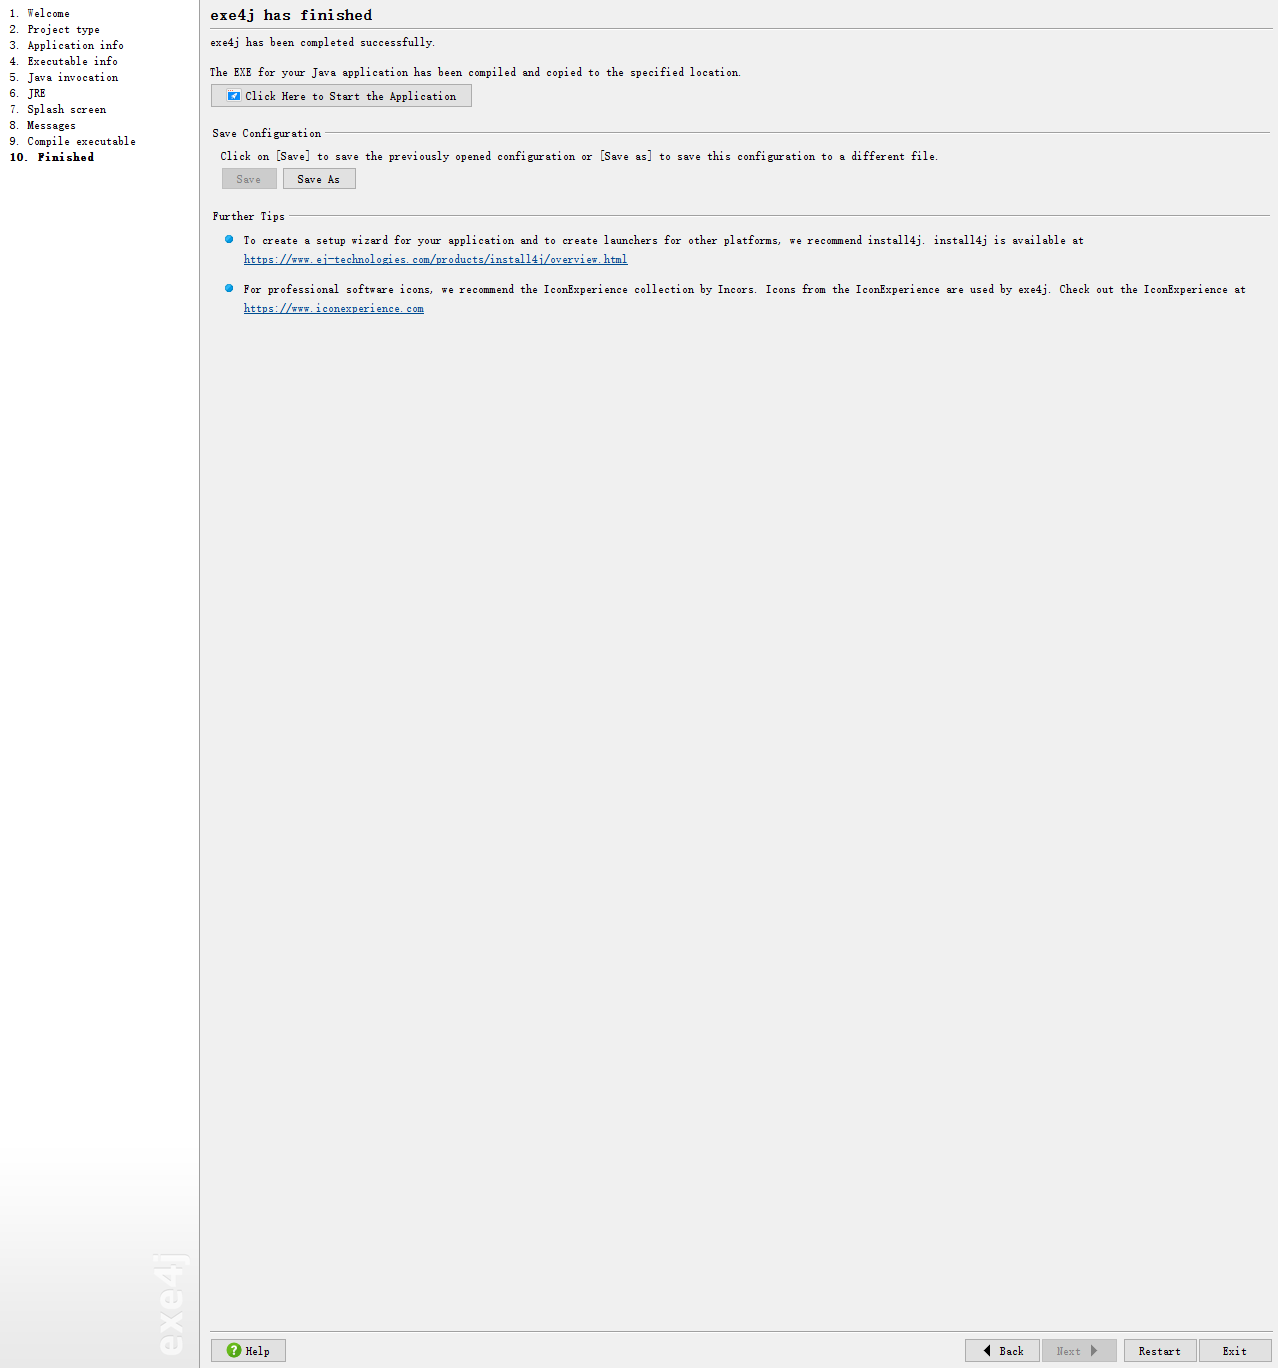 1. Welcome
2. Project type
3. Application info
4. Executable info
5. Java invocation
6. JRE
7. Splash screen
8. Messages
9. Compile executable
10. Finished
exe4j
exe4j has finished
exe4j has been completed successfully.
The EXE for your Java application has been compiled and copied to the specified location.
Click Here to Start the Application
Save Configuration
Click on [Save] to save the previously opened configuration or [Save as] to save this configuration to a different file.
Save Save As
Further Tips
To create a setup wizard for your application and to create launchers for other platforms, we recommend install4j. install4j is available at
https://www.ej-technologies.com/products/install4j/overview.html
For professional software icons, we recommend the IconExperience collection by Incors. Icons from the IconExperience are used by exe4j. Check out the IconExperience at
https://www.iconexperience.com
? Help Back Next Restart Exit